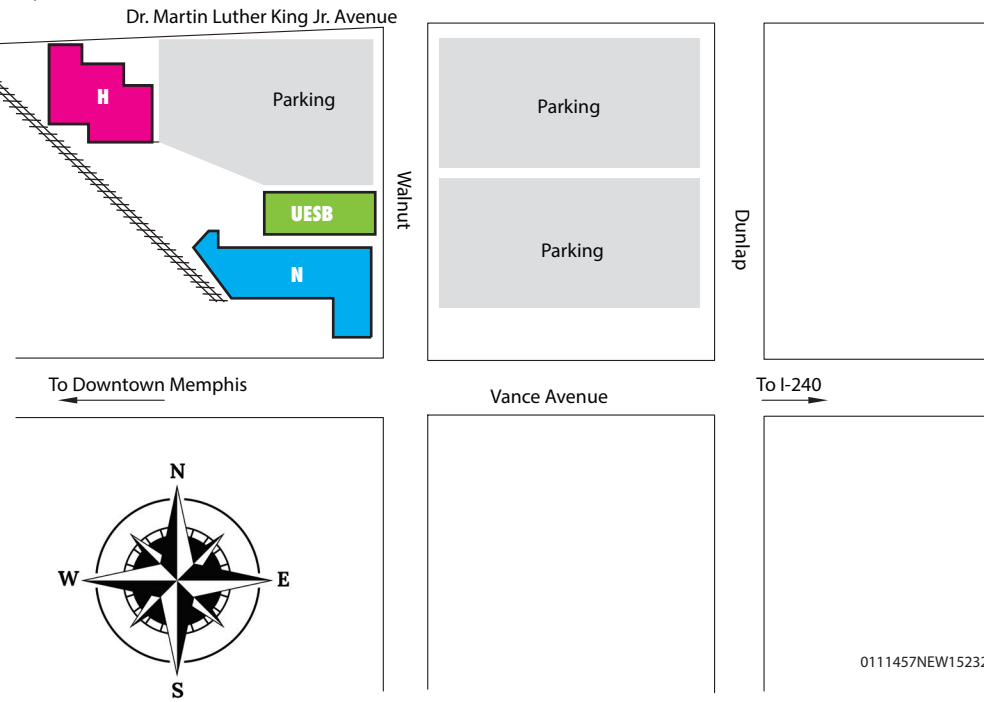 Dr. Martin Luther King Jr. Avenue
H
Parking
Parking
Walnut
UESB
Dunlap
Parking
N
To Downtown Memphis
Vance Avenue
To I-240
N
W
E
S
0111457NEW15232